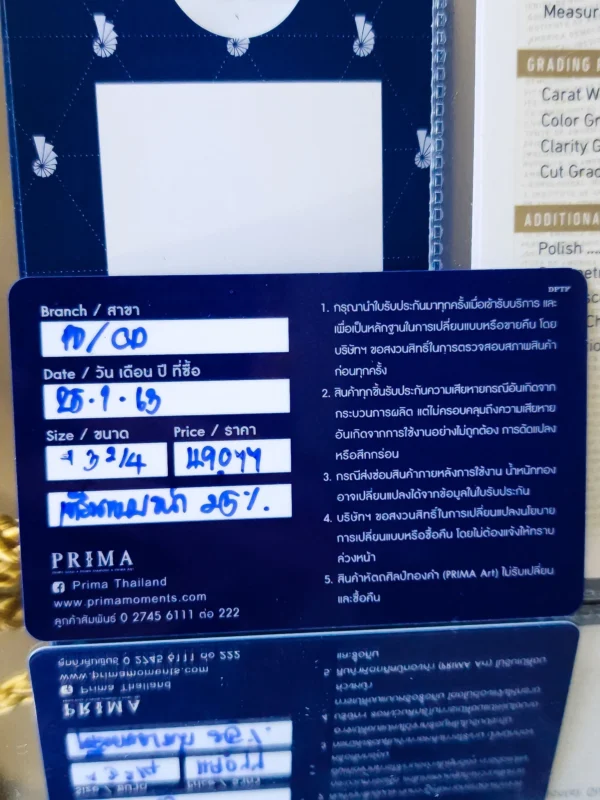 Measur
GRADING R
Carat W
Color Gr
Clarity G
Cut Grad
ADDITIONA
Polish ....
Branch / สาขา
PD/CD
Date / วัน เดือน ปี ที่ซื้อ
25.1.63
Size / ขนาด
Price / ราคา
3 2/4
25%.
PRIMA
Prima Thailand
www.primamoments.com
ลูกค้าสัมพันธ์ 0 2745 6111 ต่อ 222
DPTP
1. กรุณานำใบรับประกันมาทุกครั้งเมื่อเข้ารับบริการ และ
เพื่อเป็นหลักฐานในการเปลี่ยนแบบหรือขายคืน โดย
บริษัทฯ ขอสงวนสิทธิ์ในการตรวจสอบสภาพสินค้า
ก่อนทุกครั้ง
2. สินค้าทุกชิ้นรับประกันความเสียหายกรณีอันเกิดจาก
กระบวนการผลิต แต่ไม่ครอบคลุมถึงความเสียหาย
อันเกิดจากการใช้งานอย่างไม่ถูกต้อง การดัดแปลง
หรือสึกกร่อน
3. กรณีส่งซ่อมสินค้าภายหลังการใช้งาน น้ำหนักทอง
อาจเปลี่ยนแปลงได้จากข้อมูลในใบรับประกัน
4. บริษัทฯ ขอสงวนสิทธิ์ในการเปลี่ยนแปลงนโยบาย
การเปลี่ยนแบบหรือซื้อคืน โดยไม่ต้องแจ้งให้ทราบ
ล่วงหน้า
5. สินค้าหัตถศิลป์ทองคำ (PRIMA Art) ไม่รับเปลี่ยน
และซื้อคืน